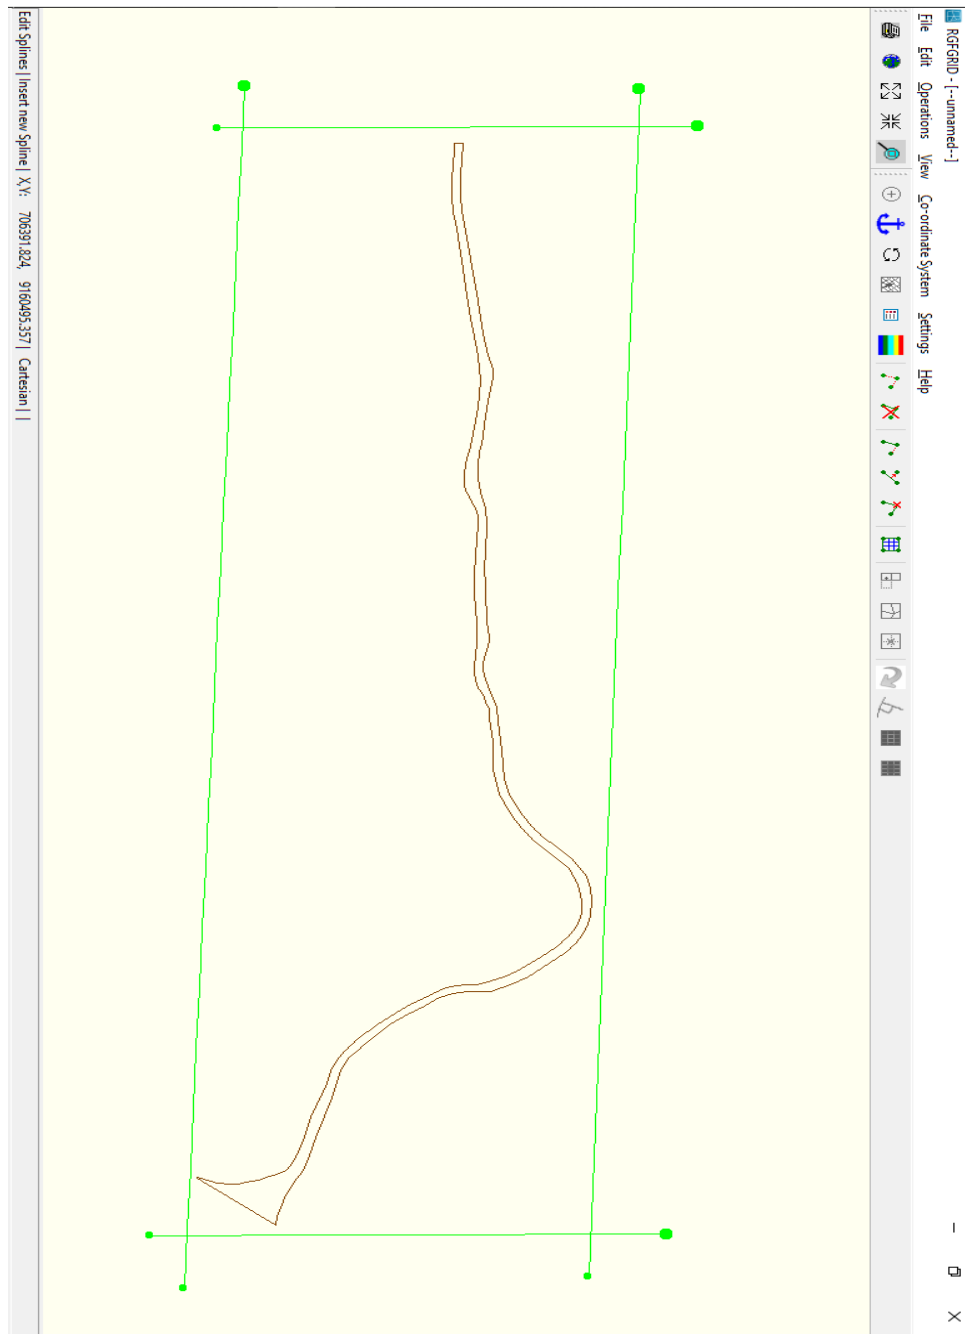 RGFGRID - [--unnamed--]
File Edit Operations View Co-ordinate System Settings Help
Edit Splines | Insert new Spline | X,Y: 706391.824, 9160495.357 | Cartesian | |